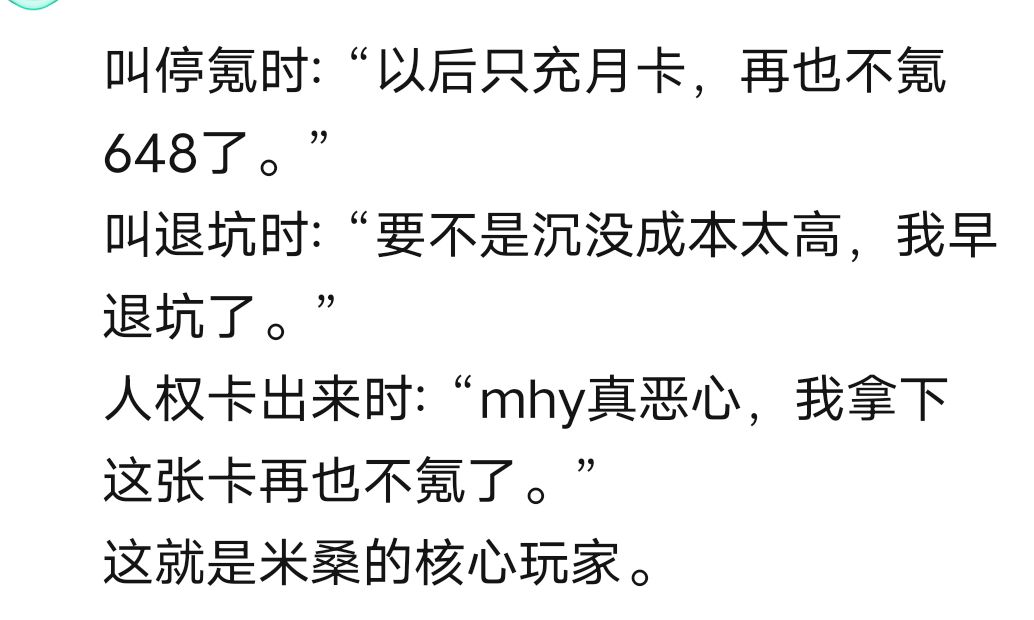 叫停氪时：“以后只充月卡，再也不氪
648了。”
叫退坑时：“要不是沉没成本太高，我早
退坑了。”
人权卡出来时：“mhy真恶心，我拿下
这张卡再也不氪了。”
这就是米桑的核心玩家。